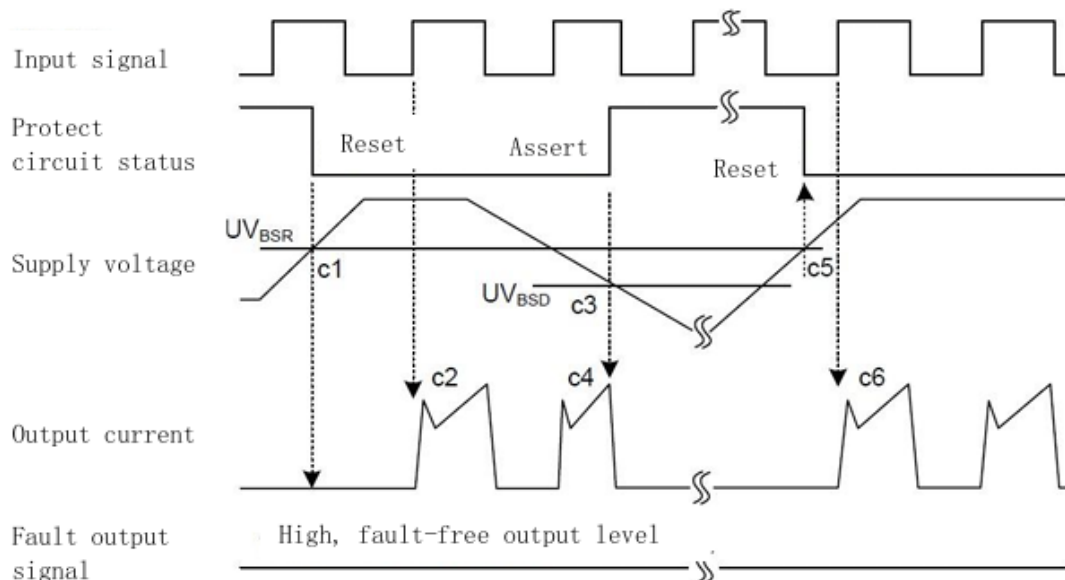 Input signal
Protect
circuit status
Reset
Assert
Reset
UVBSR
Supply voltage
c1
c5
UVBSD
c3
c2
c4
c6
Output current
Fault output
signal
High, fault-free output level